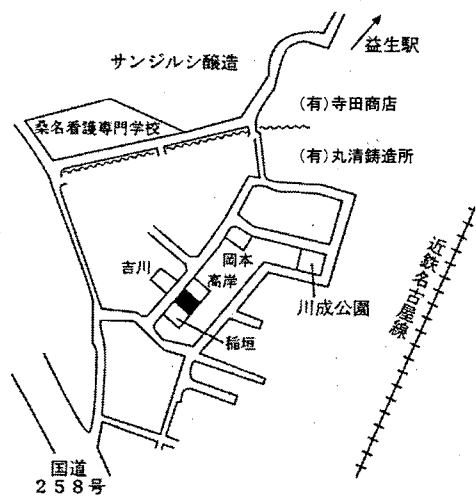 益生駅
サンジルシ醸造
(有)寺田商店
桑名看護専門学校
(有)丸清鋳造所
岡本
吉川
高岸
川成公園
稲垣
近鉄名古屋線
国道
258号